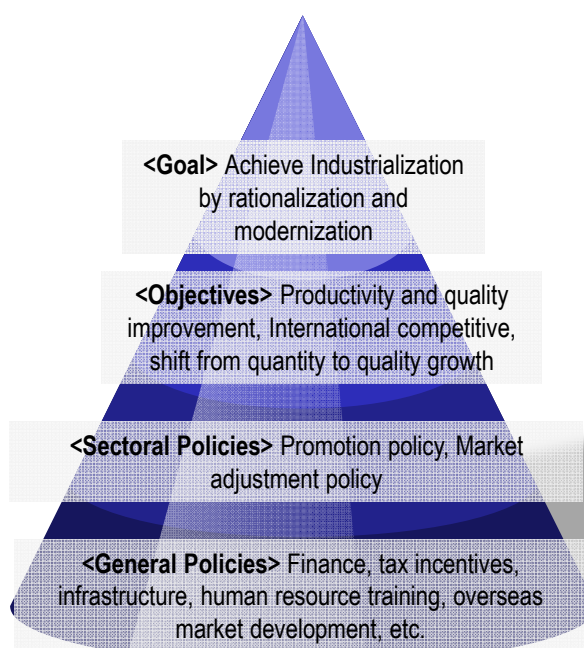 <Goal> Achieve Industrialization
by rationalization and
modernization
<Objectives> Productivity and quality
improvement, International competitive,
shift from quantity to quality growth
<Sectoral Policies> Promotion policy, Market
adjustment policy
<General Policies> Finance, tax incentives,
infrastructure, human resource training, overseas
market development, etc.